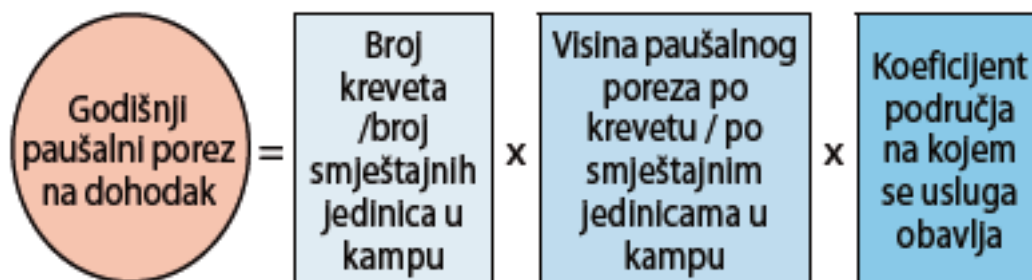 Godišnji
paušalni porez
na dohodak
=
Broj
kreveta
/broj
smještajnih
jedinica u
kampu
x
Visina paušalnog
poreza po
krevetu / po
smještajnim
jedinicama u
kampu
x
Koeficijent
područja
na kojem
se usluga
obavlja